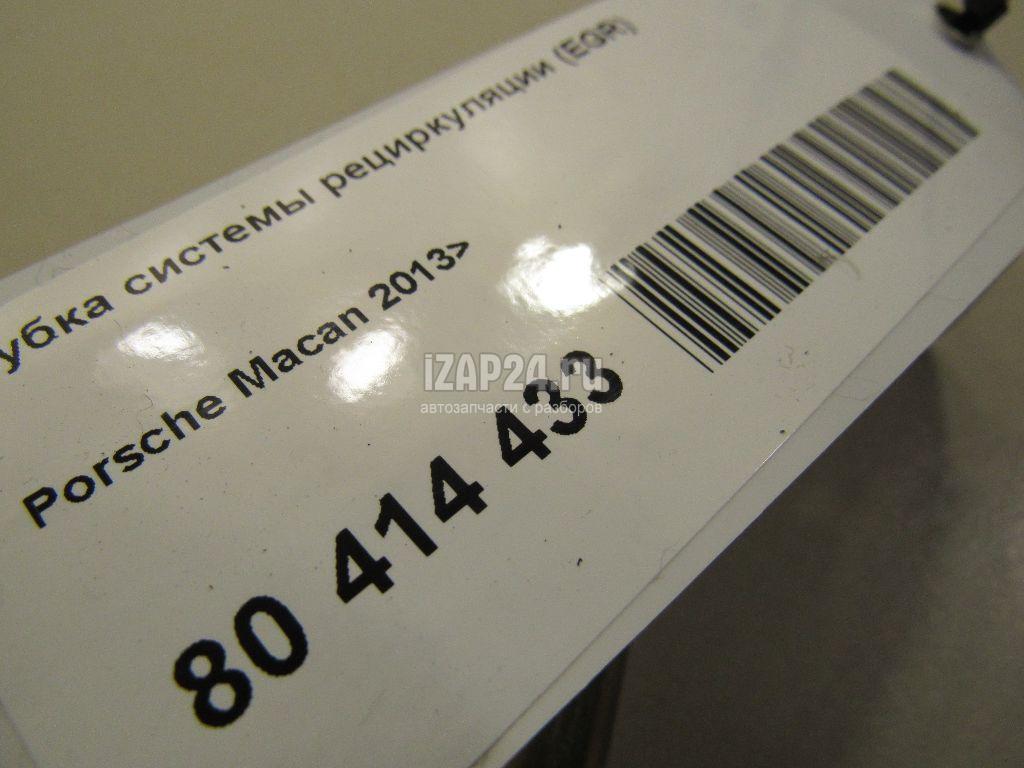 убка системы рециркуляции (EGR)
Porsche Macan 2013>
80 414 433
iZAP24.ru
автозапчасти с разборов